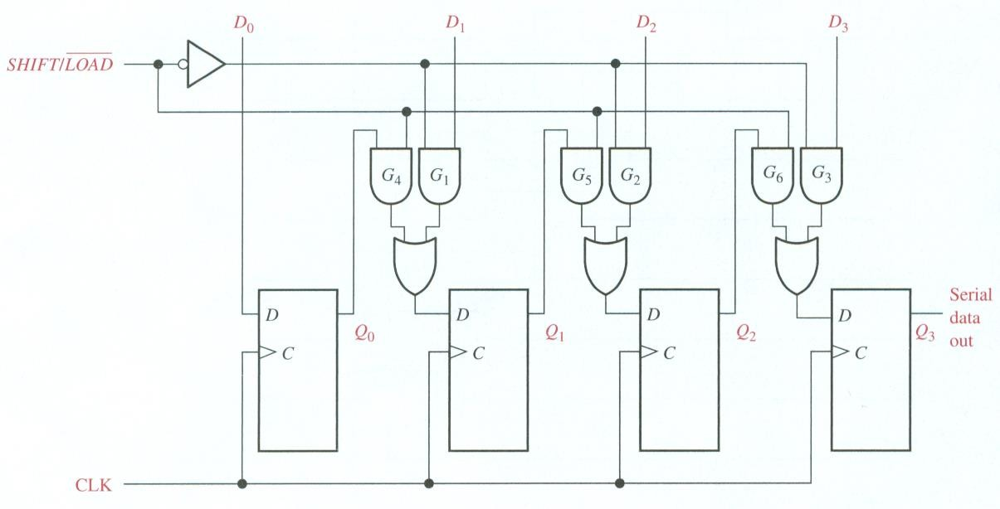 D0 D1 D2 D3
SHIFT/LOAD
G4 G1 G5 G2 G6 G3
D D D D
Serial
data
out
Q0 Q1 Q2 Q3
C C C C
CLK